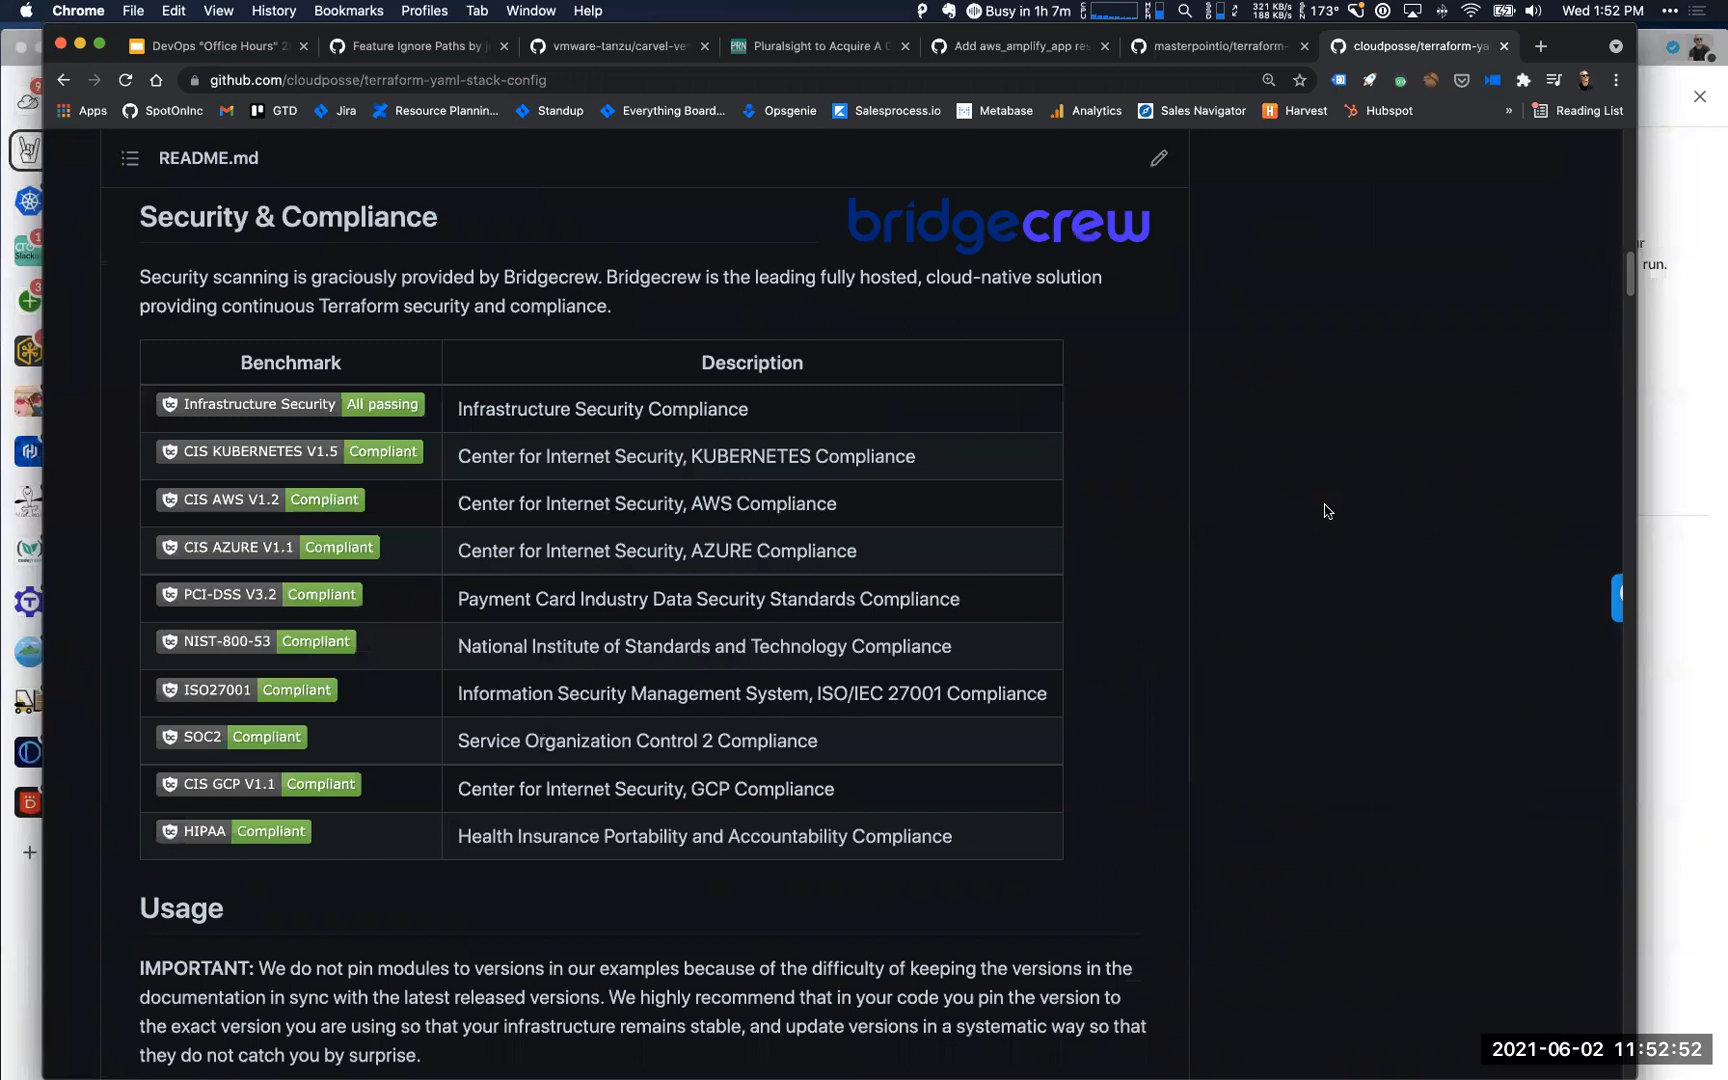 Chrome File Edit View History Bookmarks Profiles Tab Window Help Busy in 1h 7m 321 KB/s 188 KB/s 173° Wed 1:52 PM
DevOps "Office Hours" 2 Feature Ignore Paths by j vmware-tanzu/carvel-ve Pluralsight to Acquire A C Add aws_amplify_app res masterpointio/terraform- cloudposse/terraform-ya
github.com/cloudposse/terraform-yaml-stack-config
Apps SpotOnInc GTD Jira Resource Plannin... Standup Everything Board... Opsgenie Salesprocess.io Metabase Analytics Sales Navigator Harvest Hubspot » Reading List
README.md
Security & Compliance
bridgecrew
Security scanning is graciously provided by Bridgecrew. Bridgecrew is the leading fully hosted, cloud-native solution
providing continuous Terraform security and compliance.
run.
Benchmark Description
Infrastructure Security All passing Infrastructure Security Compliance
CIS KUBERNETES V1.5 Compliant Center for Internet Security, KUBERNETES Compliance
CIS AWS V1.2 Compliant Center for Internet Security, AWS Compliance
CIS AZURE V1.1 Compliant Center for Internet Security, AZURE Compliance
PCI-DSS V3.2 Compliant Payment Card Industry Data Security Standards Compliance
NIST-800-53 Compliant National Institute of Standards and Technology Compliance
ISO27001 Compliant Information Security Management System, ISO/IEC 27001 Compliance
SOC2 Compliant Service Organization Control 2 Compliance
CIS GCP V1.1 Compliant Center for Internet Security, GCP Compliance
HIPAA Compliant Health Insurance Portability and Accountability Compliance
Usage
IMPORTANT: We do not pin modules to versions in our examples because of the difficulty of keeping the versions in the
documentation in sync with the latest released versions. We highly recommend that in your code you pin the version to
the exact version you are using so that your infrastructure remains stable, and update versions in a systematic way so that
they do not catch you by surprise.
2021-06-02 11:52:52